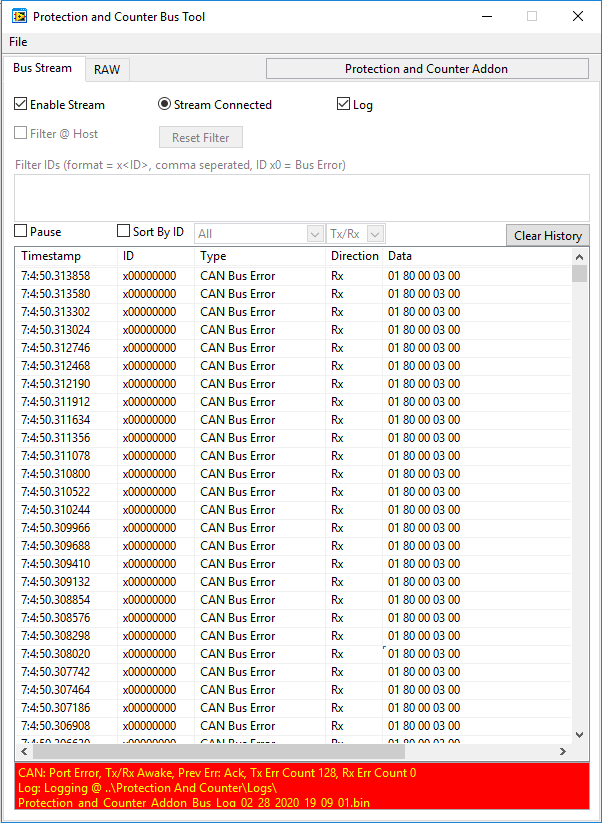 Protection and Counter Bus Tool
File
Bus Stream RAW Protection and Counter Addon
Enable Stream Stream Connected Log
Filter @ Host Reset Filter
Filter IDs (format = x<ID>, comma seperated, ID x0 = Bus Error)
Pause Sort By ID All Tx/Rx Clear History
Timestamp ID Type Direction Data
7:4:50.313858 x00000000 CAN Bus Error Rx 01 80 00 03 00
7:4:50.313580 x00000000 CAN Bus Error Rx 01 80 00 03 00
7:4:50.313302 x00000000 CAN Bus Error Rx 01 80 00 03 00
7:4:50.313024 x00000000 CAN Bus Error Rx 01 80 00 03 00
7:4:50.312746 x00000000 CAN Bus Error Rx 01 80 00 03 00
7:4:50.312468 x00000000 CAN Bus Error Rx 01 80 00 03 00
7:4:50.312190 x00000000 CAN Bus Error Rx 01 80 00 03 00
7:4:50.311912 x00000000 CAN Bus Error Rx 01 80 00 03 00
7:4:50.311634 x00000000 CAN Bus Error Rx 01 80 00 03 00
7:4:50.311356 x00000000 CAN Bus Error Rx 01 80 00 03 00
7:4:50.311078 x00000000 CAN Bus Error Rx 01 80 00 03 00
7:4:50.310800 x00000000 CAN Bus Error Rx 01 80 00 03 00
7:4:50.310522 x00000000 CAN Bus Error Rx 01 80 00 03 00
7:4:50.310244 x00000000 CAN Bus Error Rx 01 80 00 03 00
7:4:50.309966 x00000000 CAN Bus Error Rx 01 80 00 03 00
7:4:50.309688 x00000000 CAN Bus Error Rx 01 80 00 03 00
7:4:50.309410 x00000000 CAN Bus Error Rx 01 80 00 03 00
7:4:50.309132 x00000000 CAN Bus Error Rx 01 80 00 03 00
7:4:50.308854 x00000000 CAN Bus Error Rx 01 80 00 03 00
7:4:50.308576 x00000000 CAN Bus Error Rx 01 80 00 03 00
7:4:50.308298 x00000000 CAN Bus Error Rx 01 80 00 03 00
7:4:50.308020 x00000000 CAN Bus Error Rx 01 80 00 03 00
7:4:50.307742 x00000000 CAN Bus Error Rx 01 80 00 03 00
7:4:50.307464 x00000000 CAN Bus Error Rx 01 80 00 03 00
7:4:50.307186 x00000000 CAN Bus Error Rx 01 80 00 03 00
7:4:50.306908 x00000000 CAN Bus Error Rx 01 80 00 03 00
7:4:50.306630 x00000000 CAN Bus Error Rx 01 80 00 03 00
CAN: Port Error, Tx/Rx Awake, Prev Err: Ack, Tx Err Count 128, Rx Err Count 0
Log: Logging @ ..\Protection And Counter\Logs\
Protection_and_Counter_Addon_Bus_Log_02_28_2020_19_09_01.bin